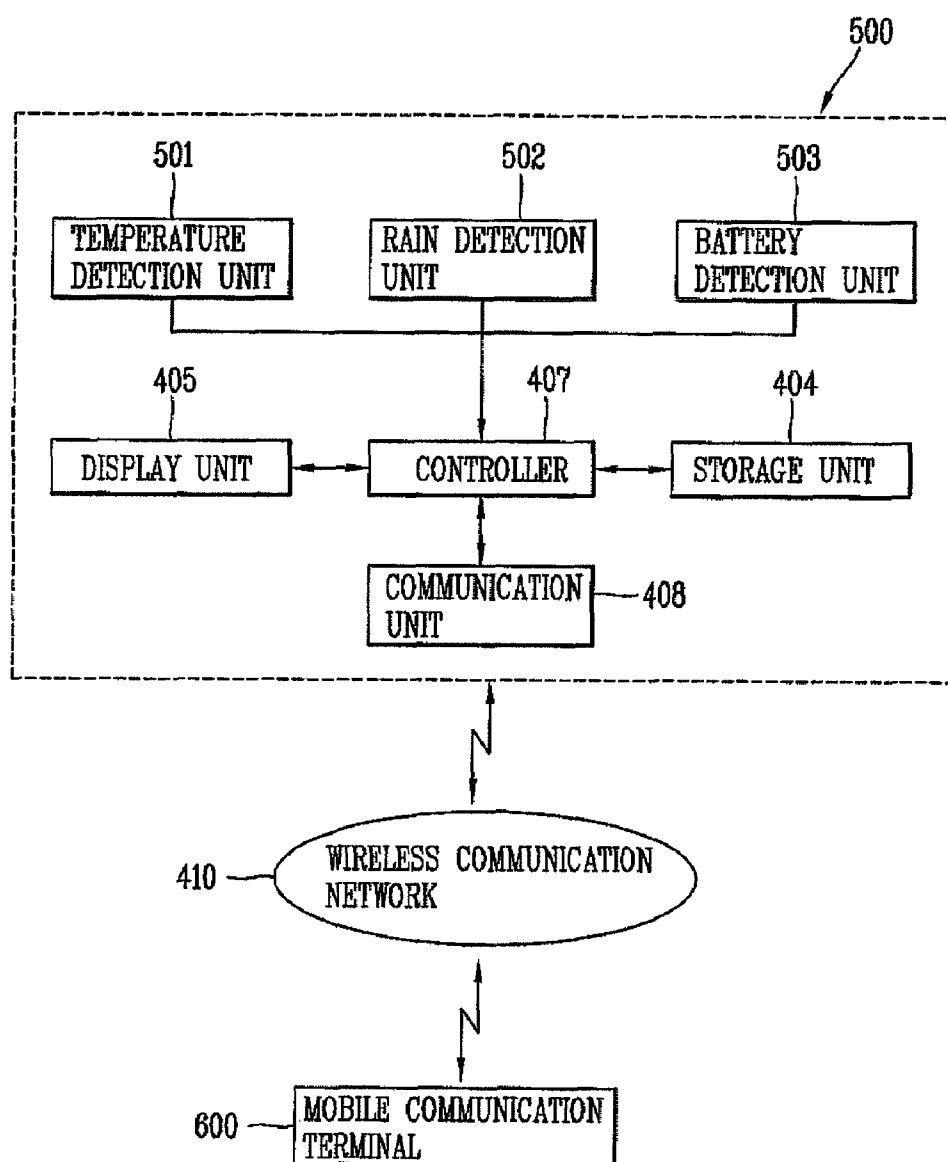 500
501
502
503
TEMPERATURE
DETECTION UNIT
RAIN DETECTION
UNIT
BATTERY
DETECTION UNIT
405
407
404
DISPLAY UNIT
CONTROLLER
STORAGE UNIT
COMMUNICATION
UNIT
408
WIRELESS COMMUNICATION
NETWORK
410
600
MOBILE COMMUNICATION
TERMINAL